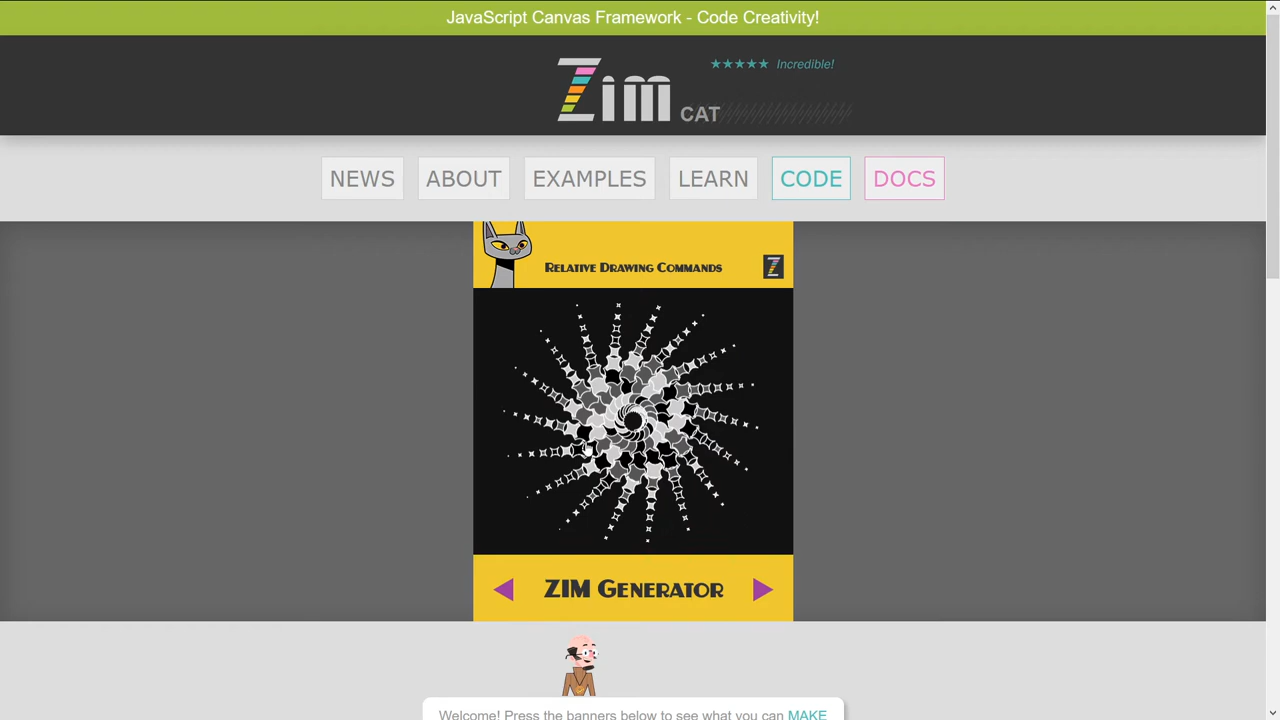 JavaScript Canvas Framework - Code Creativity!
★★★★★ Incredible!
Zim CAT
NEWS ABOUT EXAMPLES LEARN CODE DOCS
RELATIVE DRAWING COMMANDS Z
ZIM GENERATOR
Welcome! Press the banners below to see what you can MAKE